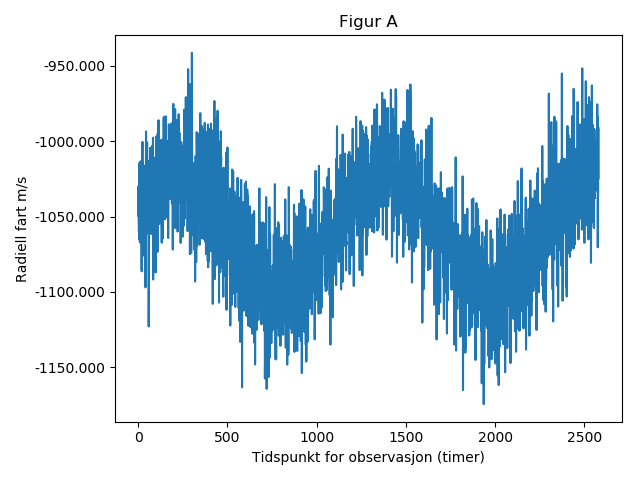 Figur A
-950.000
-1000.000
-1050.000
-1100.000
-1150.000
Radiell fart m/s
0 500 1000 1500 2000 2500
Tidspunkt for observasjon (timer)